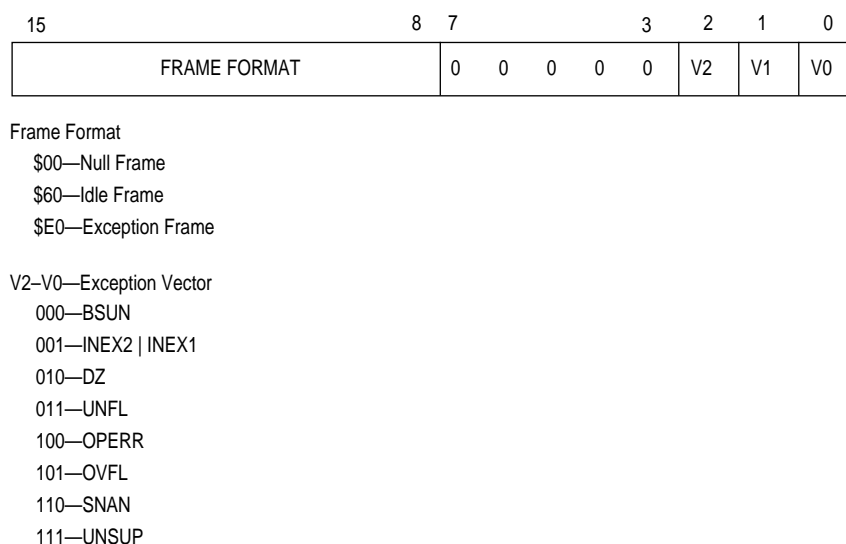 15 8 7 3 2 1 0
FRAME FORMAT 0 0 0 0 0 V2 V1 V0
Frame Format
$00—Null Frame
$60—Idle Frame
$E0—Exception Frame
V2–V0—Exception Vector
000—BSUN
001—INEX2 | INEX1
010—DZ
011—UNFL
100—OPERR
101—OVFL
110—SNAN
111—UNSUP